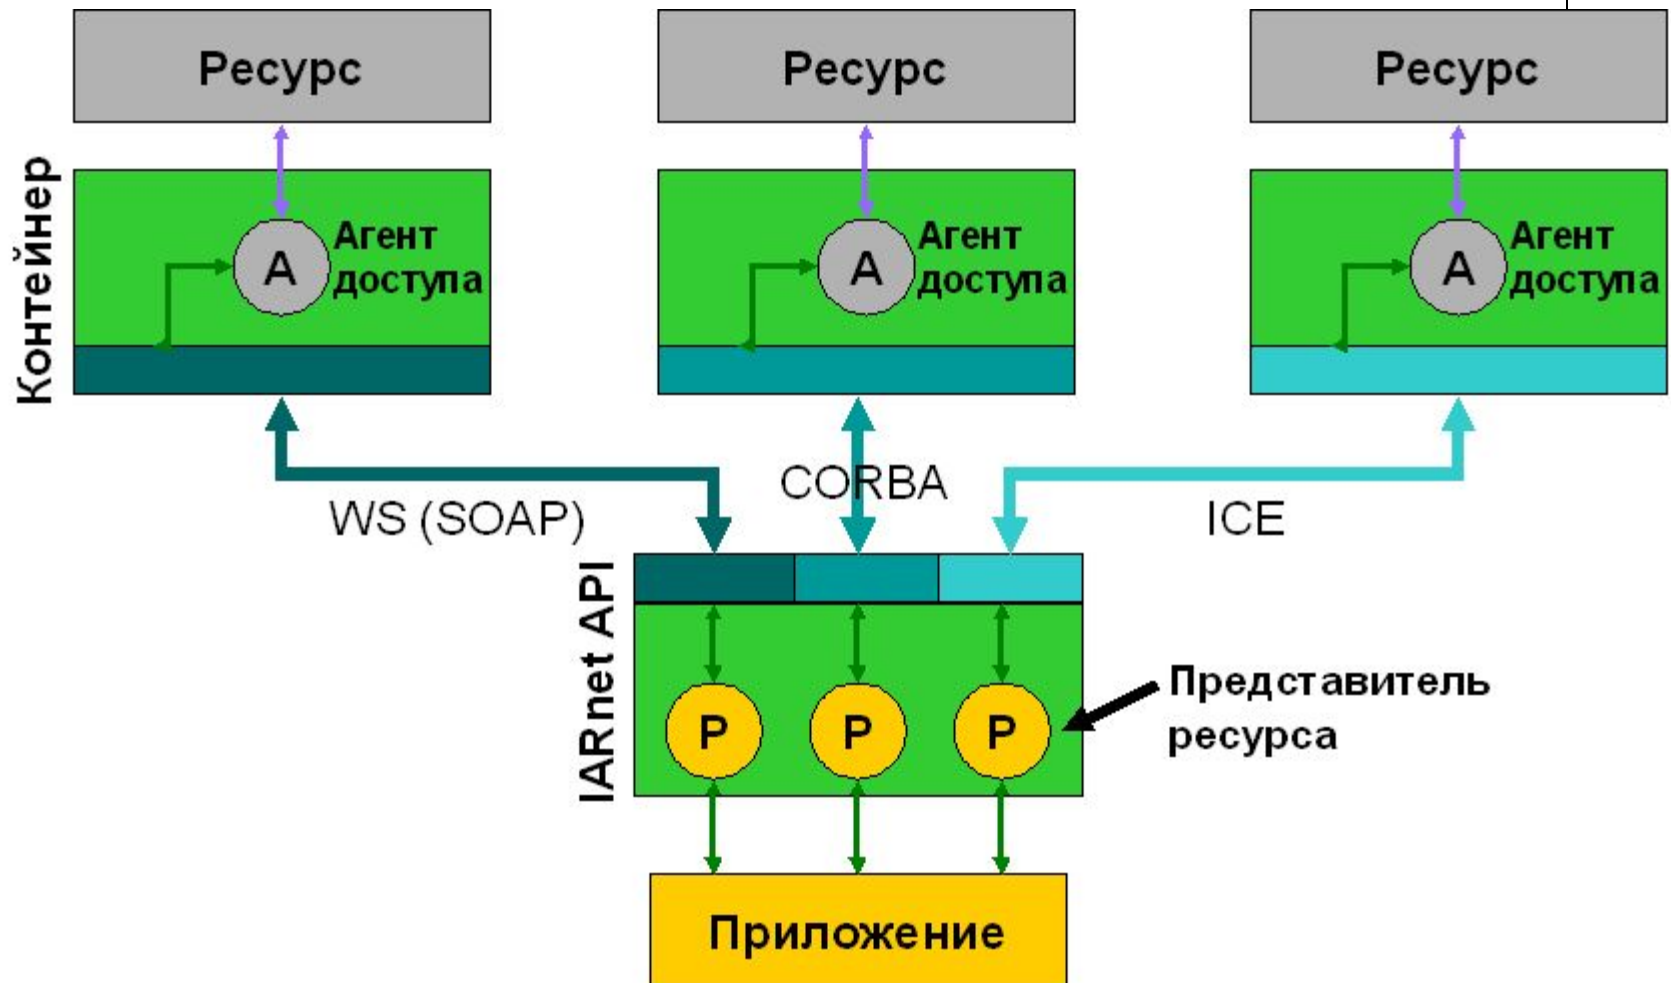 Ресурс
Ресурс
Ресурс
Контейнер
А
Агент
доступа
А
Агент
доступа
А
Агент
доступа
WS (SOAP)
CORBA
ICE
IARnet API
Р
Р
Р
Представитель
ресурса
Приложение